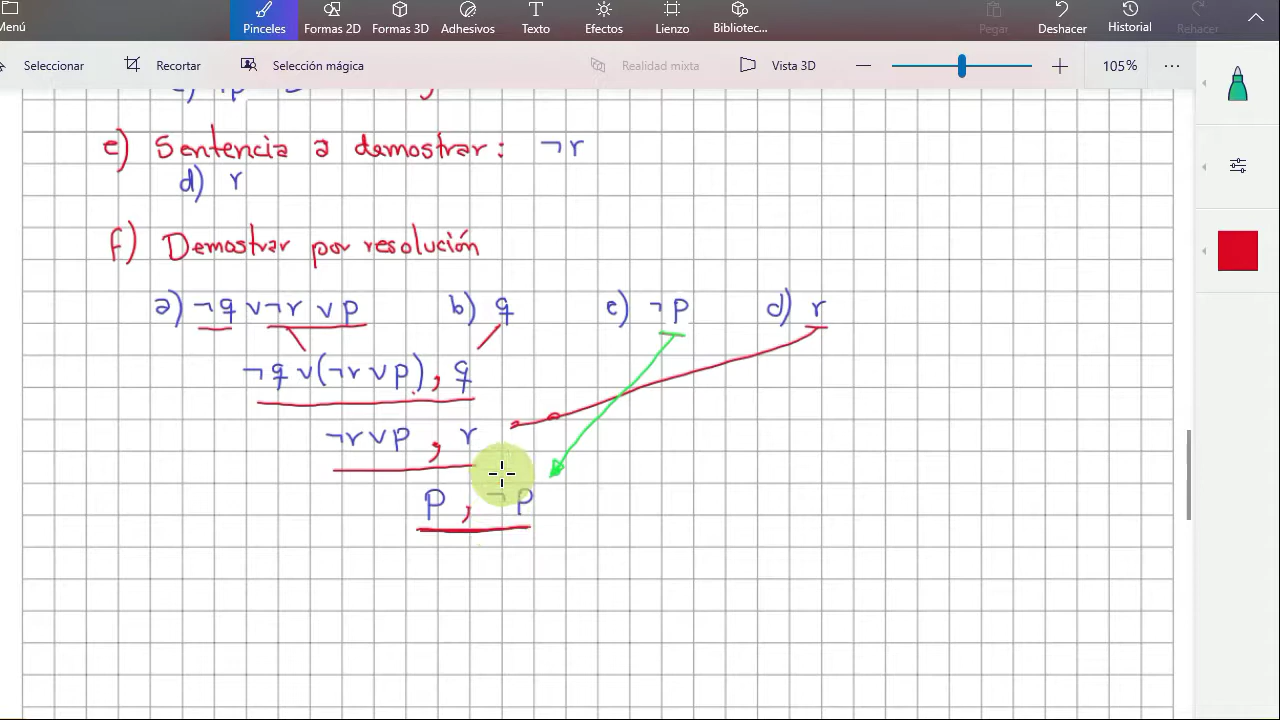 Menú Pinceles Formas 2D Formas 3D Adhesivos Texto Efectos Lienzo Bibliotec... Pegar Deshacer Historial Rehacer
Seleccionar Recortar Selección mágica Realidad mixta Vista 3D 105%
e) Sentencia a demostrar: ¬r
d) r
f) Demostrar por resolución
a) ¬q ∨ ¬r ∨ p b) q c) ¬p d) r
¬q ∨ (¬r ∨ p), q
¬r ∨ p, r
p, ¬p